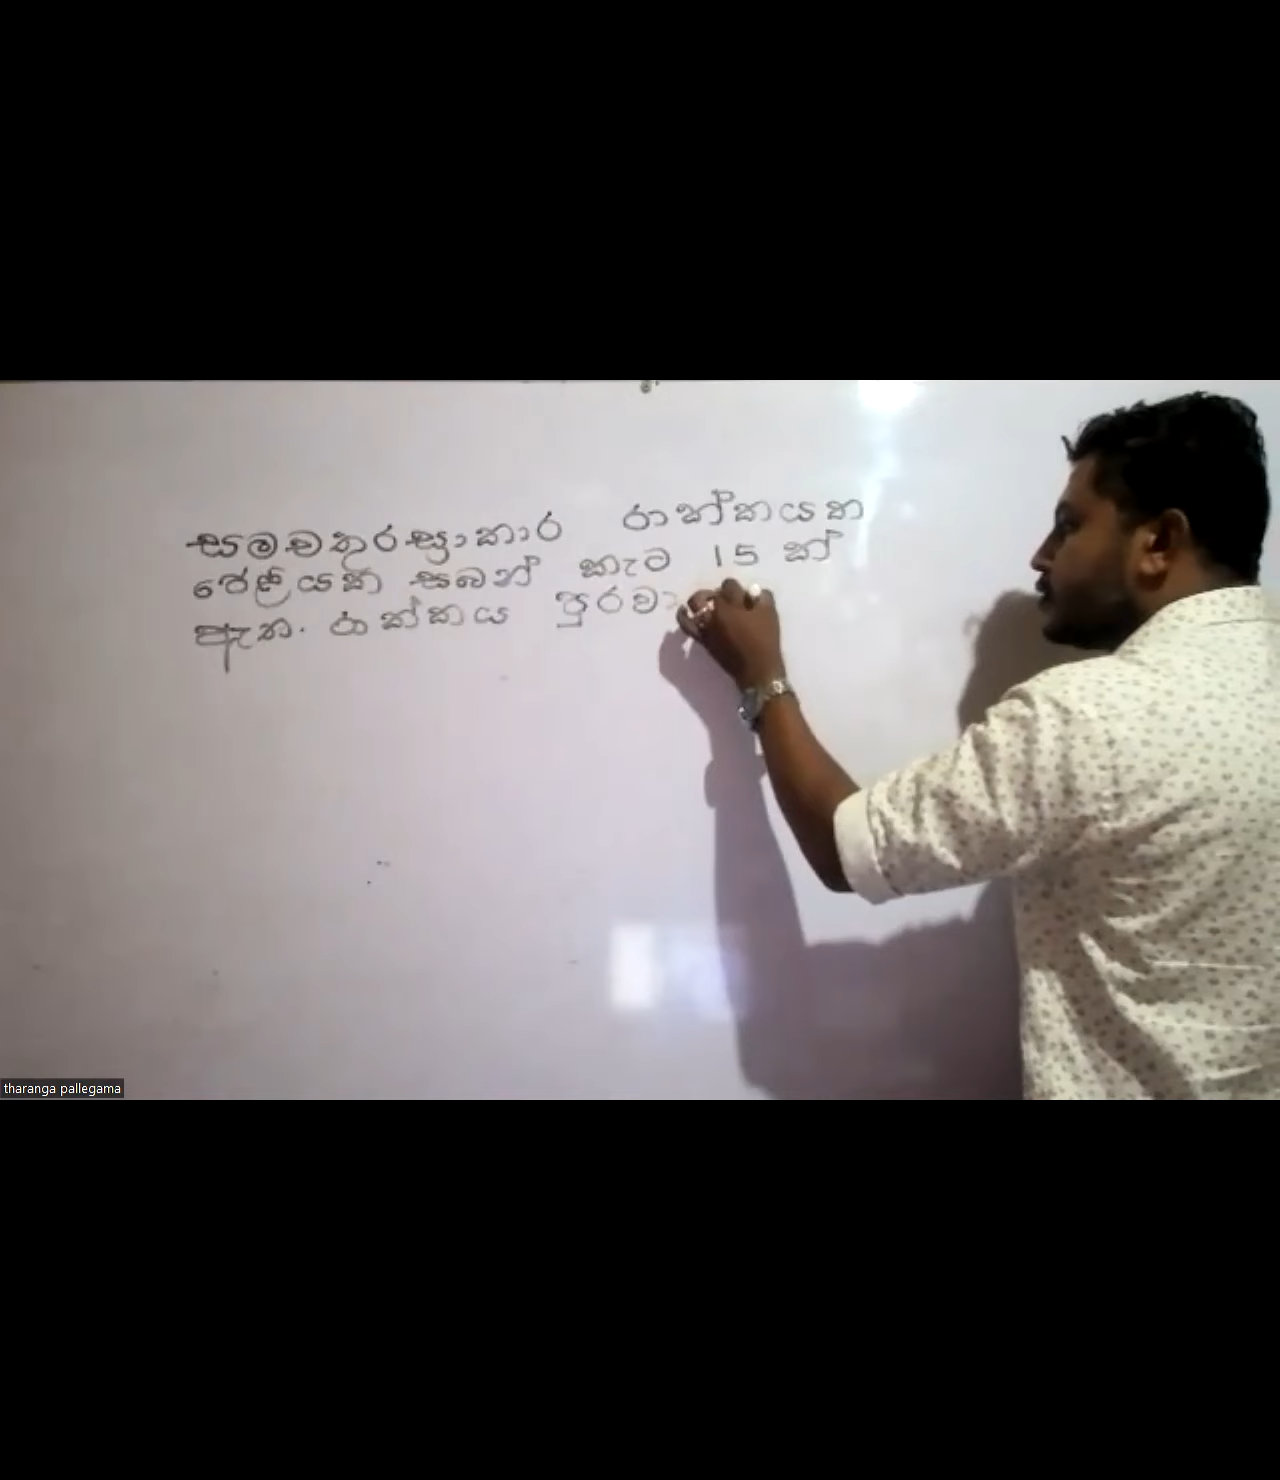 සමචතුරස්‍රාකාර රාක්කයක
පේළියක සබන් කැට 15 ක්
ඇත. රාක්කය පුරවා
tharanga pallegama